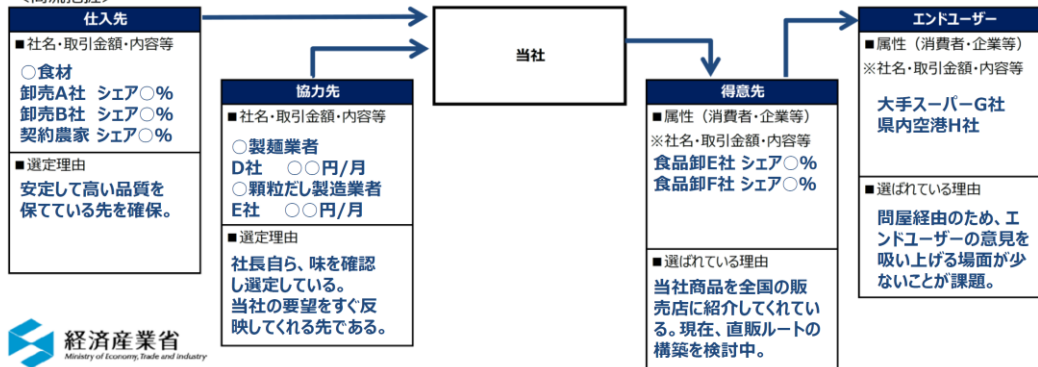 <商流把握>
仕入先
■社名・取引金額・内容等
○食材
卸売A社 シェア○%
卸売B社 シェア○%
契約農家 シェア○%
■選定理由
安定して高い品質を
保てている先を確保。
協力先
■社名・取引金額・内容等
○製麺業者
D社 ○○円/月
○顆粒だし製造業者
E社 ○○円/月
■選定理由
社長自ら、味を確認
し選定している。
当社の要望をすぐ反
映してくれる先である。
当社
得意先
■属性（消費者・企業等）
※社名・取引金額・内容等
食品卸E社 シェア○%
食品卸F社 シェア○%
■選ばれている理由
当社商品を全国の販
売店に紹介してくれてい
る。現在、直販ルートの
構築を検討中。
エンドユーザー
■属性（消費者・企業等）
※社名・取引金額・内容等
大手スーパーG社
県内空港H社
■選ばれている理由
問屋経由のため、エ
ンドユーザーの意見を
吸い上げる場面が少
ないことが課題。
経済産業省
Ministry of Economy, Trade and Industry